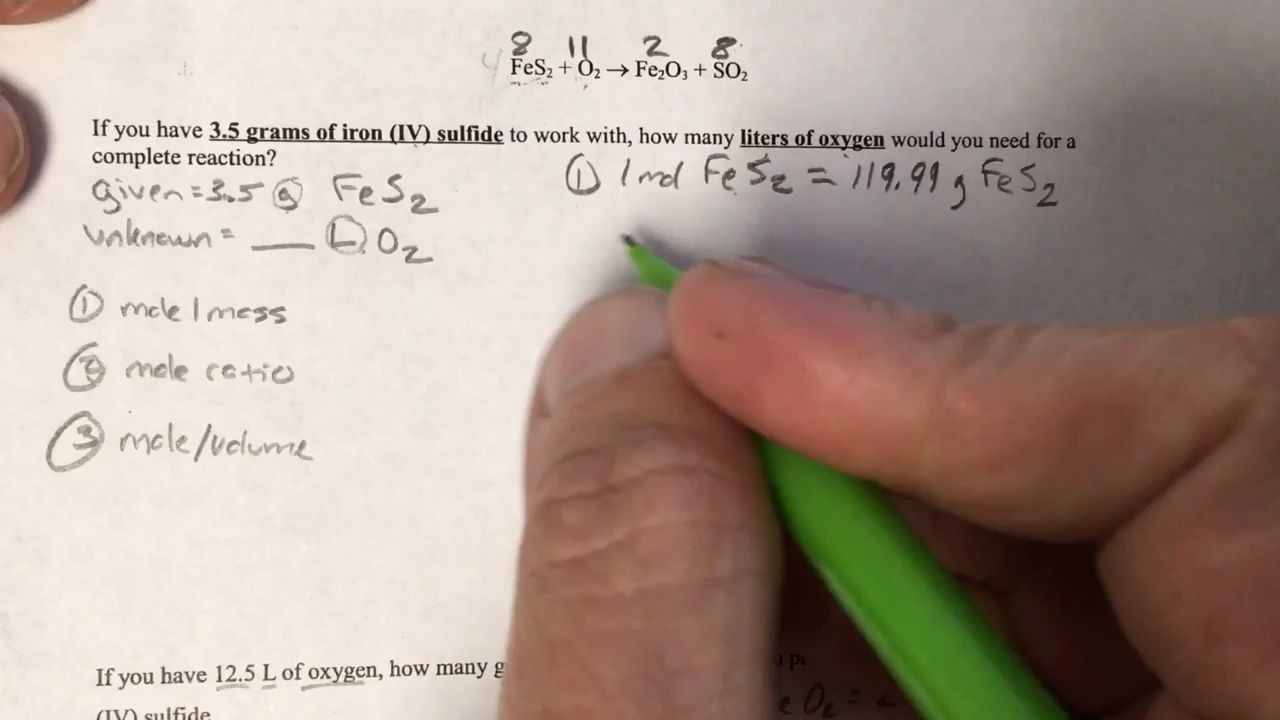 8 11 2 8
4 FeS₂ + O₂ → Fe₂O₃ + SO₂
If you have 3.5 grams of iron (IV) sulfide to work with, how many liters of oxygen would you need for a
complete reaction?
given = 3.5 g FeS₂
unknown = ___ L O₂
① 1 mol FeS₂ = 119.99 g FeS₂
① mole / mass
② mole ratio
③ mole/volume
If you have 12.5 L of oxygen, how many g
O₂ =
(IV) sulfide